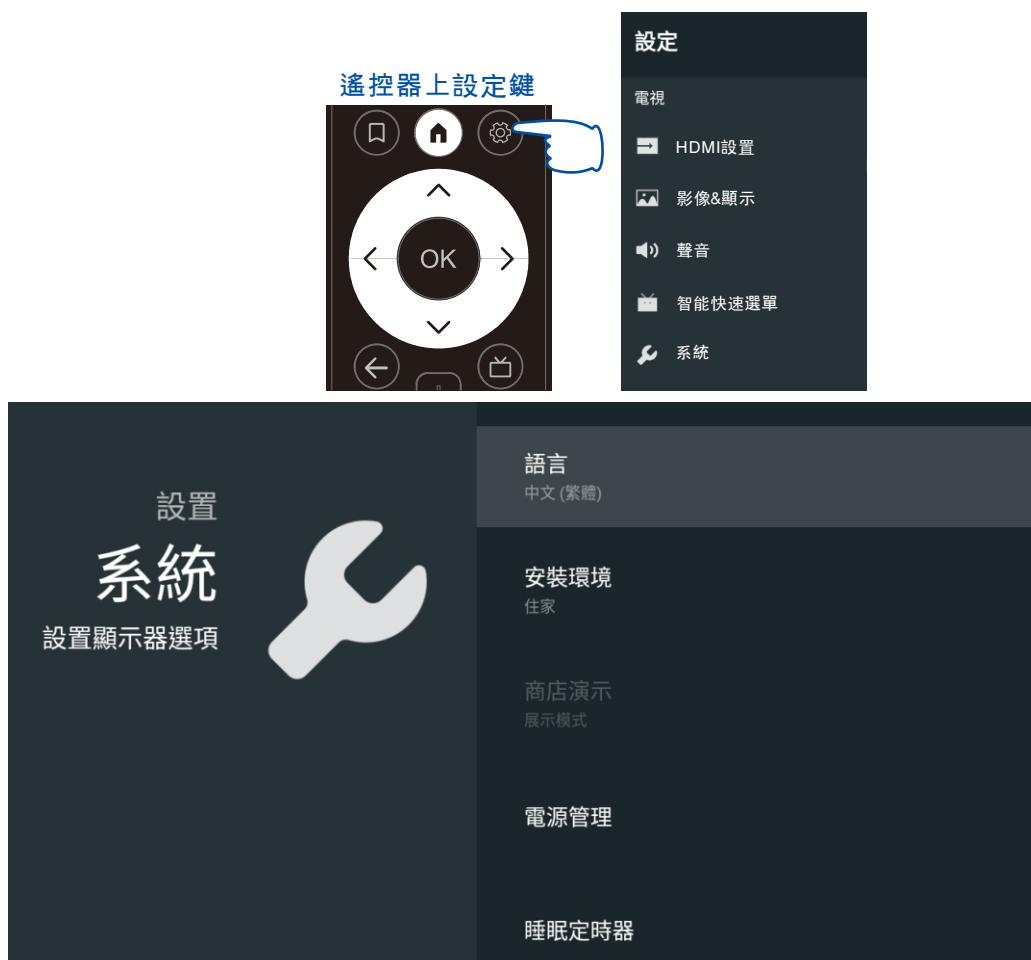 遙控器上設定鍵
OK
設定
電視
HDMI設置
影像&顯示
聲音
智能快速選單
系統
設置
系統
設置顯示器選項
語言
中文 (繁體)
安裝環境
住家
商店演示
展示模式
電源管理
睡眠定時器